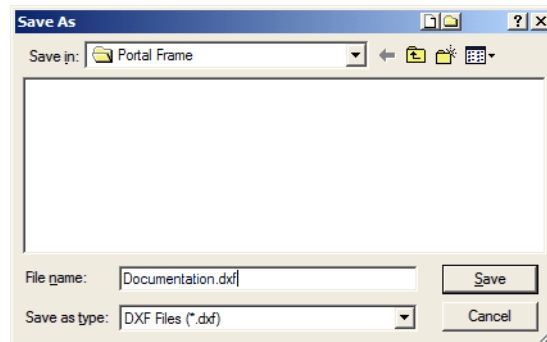 Save As
Save in: Portal Frame
File name: Documentation.dxf
Save
Save as type: DXF Files (*.dxf)
Cancel